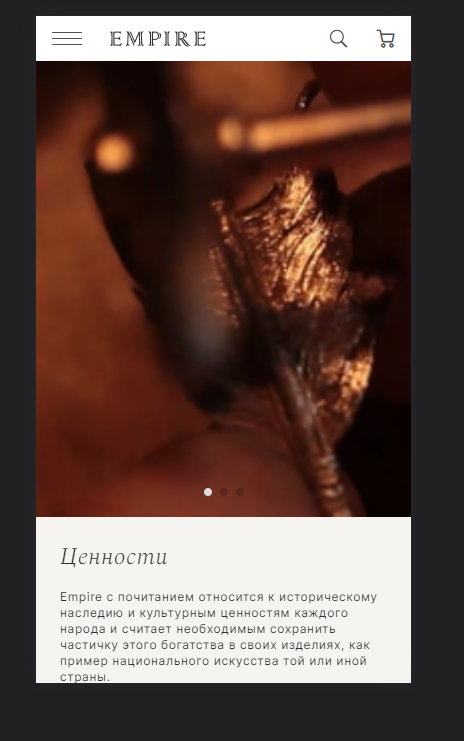 EMPIRE
Ценности
Empire с почитанием относится к историческому
наследию и культурным ценностям каждого
народа и считает необходимым сохранить
частичку этого богатства в своих изделиях, как
пример национального искусства той или иной
страны.